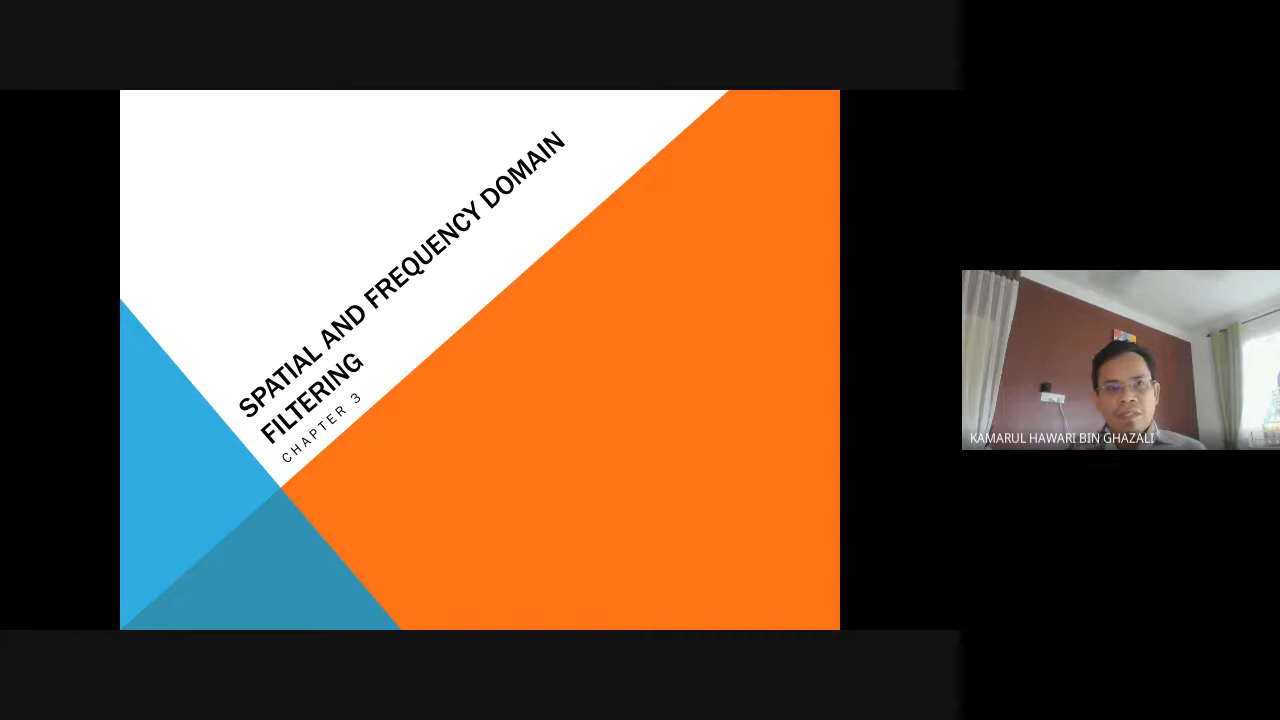 SPATIAL AND FREQUENCY DOMAIN
FILTERING
CHAPTER 3
KAMARUL HAWARI BIN GHAZALI